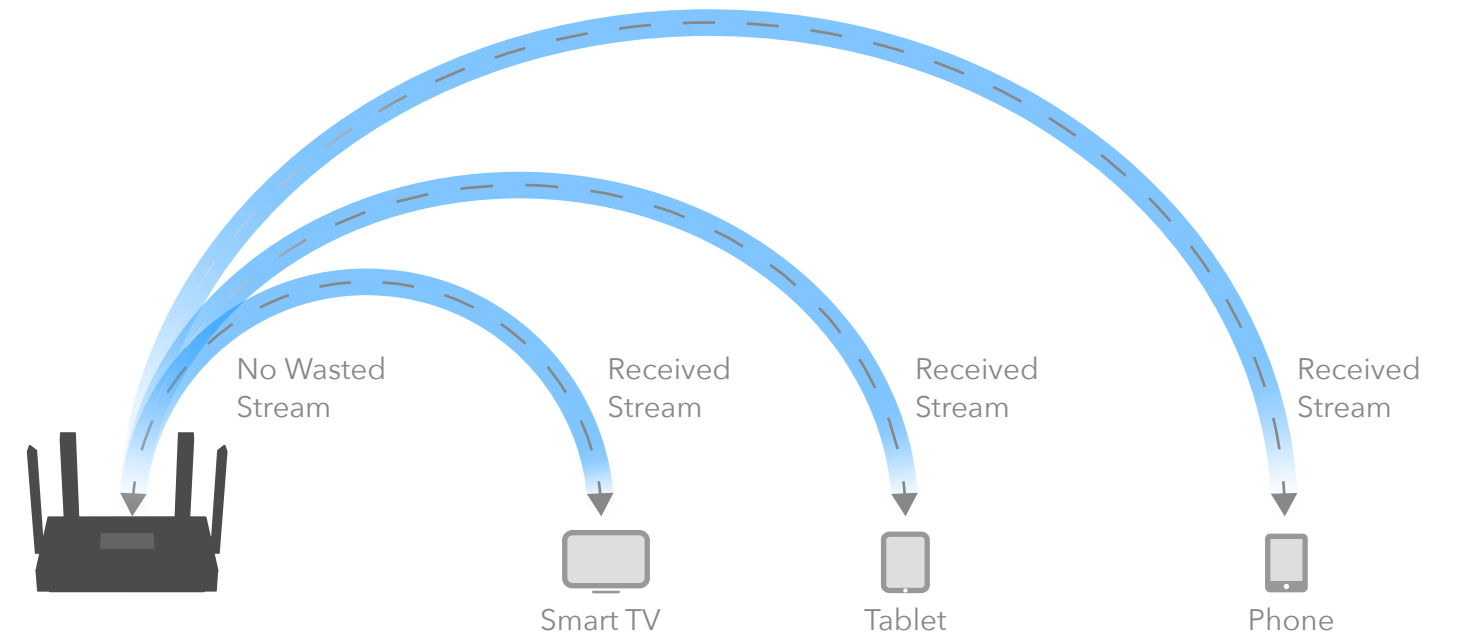 No Wasted
Stream
Received
Stream
Received
Stream
Received
Stream
Smart TV
Tablet
Phone